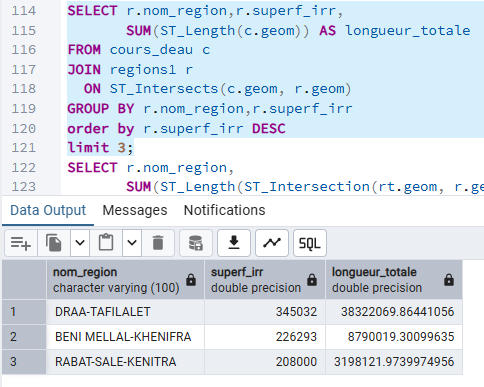 114 SELECT r.nom_region,r.superf_irr,
115 SUM(ST_Length(c.geom)) AS longueur_totale
116 FROM cours_deau c
117 JOIN regions1 r
118 ON ST_Intersects(c.geom, r.geom)
119 GROUP BY r.nom_region,r.superf_irr
120 order by r.superf_irr DESC
121 limit 3;
122 SELECT r.nom_region,
123 SUM(ST_Length(ST_Intersection(rt.geom, r.ge
Data Output Messages Notifications
SQL
nom_region superf_irr longueur_totale
character varying (100) double precision double precision
1 DRAA-TAFILALET 345032 38322069.86441056
2 BENI MELLAL-KHENIFRA 226293 8790019.30099635
3 RABAT-SALE-KENITRA 208000 3198121.9739974956